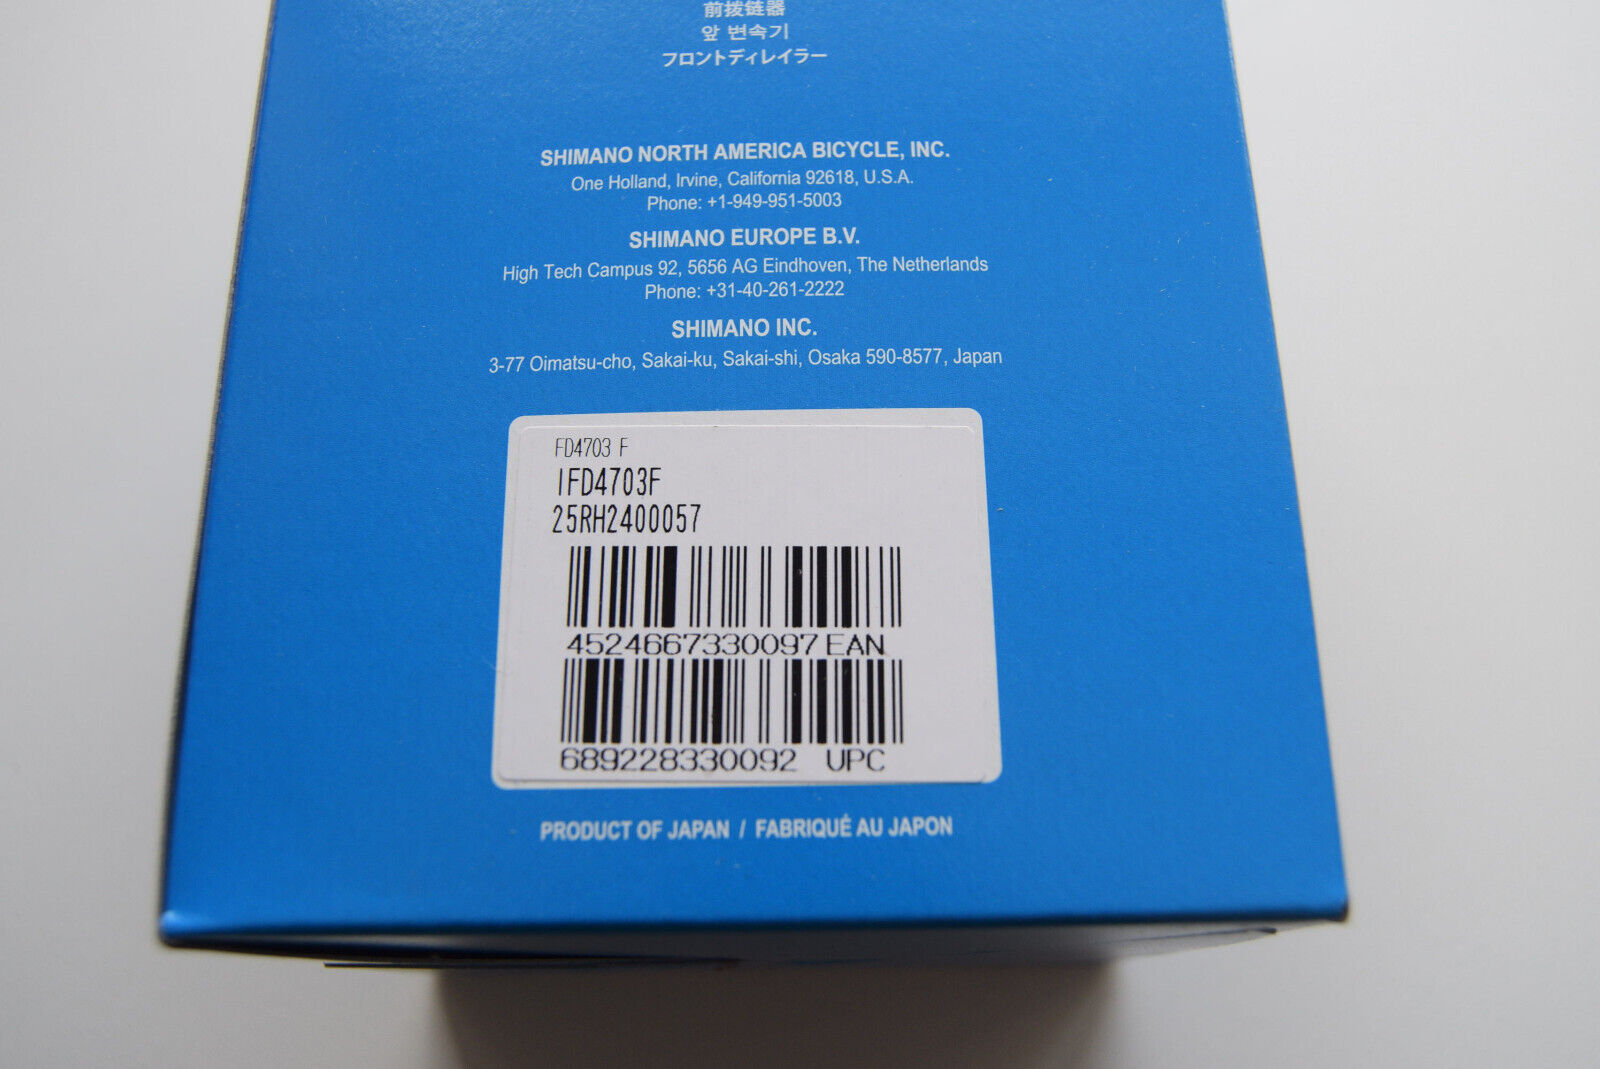 前拨链器
앞 변속기
フロントディレイラー
SHIMANO NORTH AMERICA BICYCLE, INC.
One Holland, Irvine, California 92618, U.S.A.
Phone: +1-949-951-5003
SHIMANO EUROPE B.V.
High Tech Campus 92, 5656 AG Eindhoven, The Netherlands
Phone: +31-40-261-2222
SHIMANO INC.
3-77 Oimatsu-cho, Sakai-ku, Sakai-shi, Osaka 590-8577, Japan
FD4703 F
IFD4703F
25RH2400057
4524667330097 EAN
689228330092 UPC
PRODUCT OF JAPAN / FABRIQUÉ AU JAPON